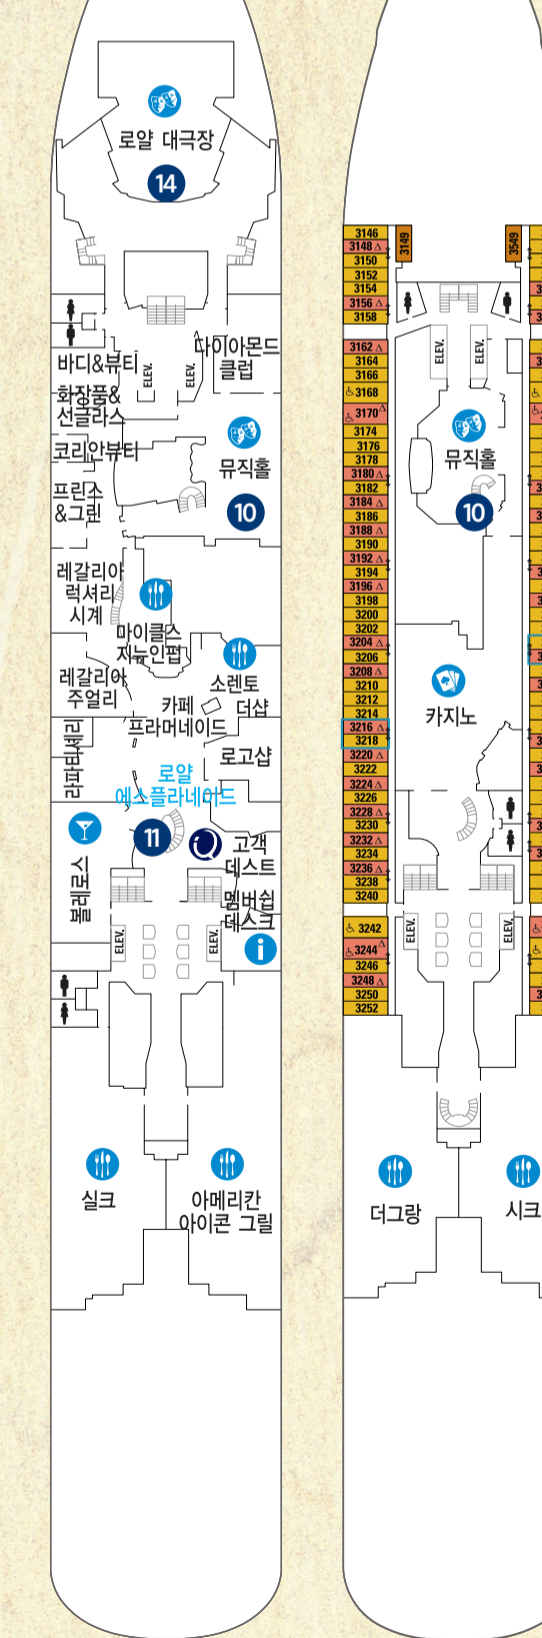 로얄 대극장
14
ELEV.
ELEV.
다이아몬드
클럽
바디&뷰티
화장품&
선글라스
코리안뷰티
뮤직홀
10
프린스
&그린
레갈리아
럭셔리
시계
마이클스
지뉴인펍
소렌토
레갈리아
주얼리
카페
프라머네이드
더샵
라파티세리
로고샵
로얄
에스플라네이드
11
볼레로스
고객
데스트
멤버쉽
데스크
ELEV.
ELEV.
실크
아메리칸
아이콘 그릴
3146
3148
3150
3152
3154
3156
3158
3149
3549
3162
3164
3166
3168
3170
3174
3176
3178
3180
3182
3184
3186
3188
3190
3192
3194
3196
3198
3200
3202
3204
3206
3208
3210
3212
3214
3216
3218
3220
3222
3224
3226
3228
3230
3232
3234
3236
3238
3240
3242
3244
3246
3248
3250
3252
ELEV.
ELEV.
뮤직홀
10
카지노
ELEV.
ELEV.
더그랑
시크